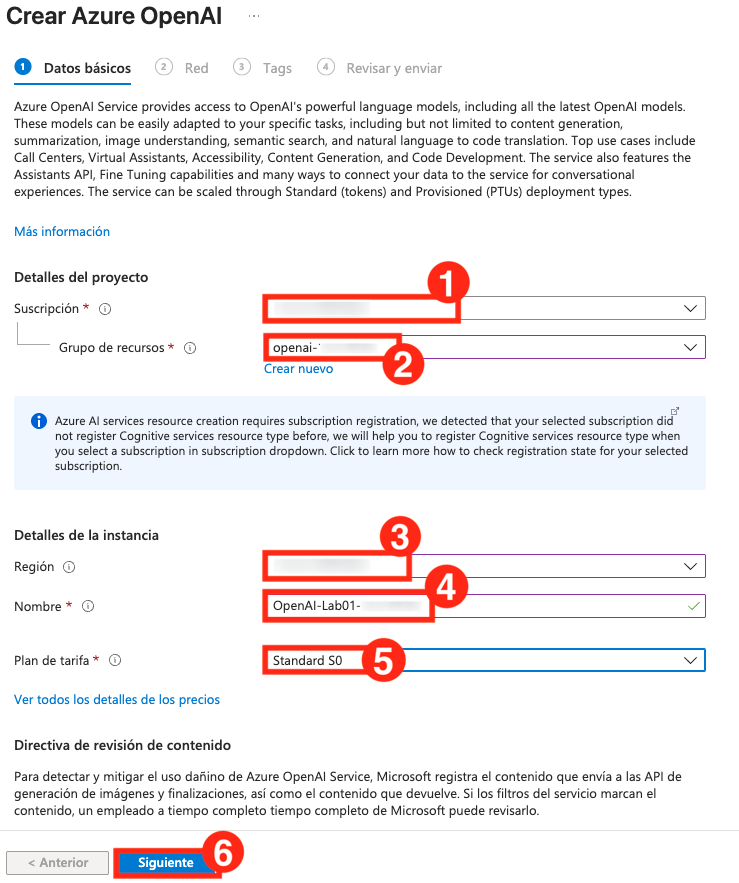 Crear Azure OpenAI ...
1 Datos básicos 2 Red 3 Tags 4 Revisar y enviar
Azure OpenAI Service provides access to OpenAI's powerful language models, including all the latest OpenAI models.
These models can be easily adapted to your specific tasks, including but not limited to content generation,
summarization, image understanding, semantic search, and natural language to code translation. Top use cases include
Call Centers, Virtual Assistants, Accessibility, Content Generation, and Code Development. The service also features the
Assistants API, Fine Tuning capabilities and many ways to connect your data to the service for conversational
experiences. The service can be scaled through Standard (tokens) and Provisioned (PTUs) deployment types.
Más información
Detalles del proyecto
1
Suscripción *
Grupo de recursos * openai-
2
Crear nuevo
Azure AI services resource creation requires subscription registration, we detected that your selected subscription did
not register Cognitive services resource type before, we will help you to register Cognitive services resource type when
you select a subscription in subscription dropdown. Click to learn more how to check registration state for your selected
subscription.
Detalles de la instancia
3
Región
4
Nombre * OpenAI-Lab01-
Plan de tarifa * Standard S0 5
Ver todos los detalles de los precios
Directiva de revisión de contenido
Para detectar y mitigar el uso dañino de Azure OpenAI Service, Microsoft registra el contenido que envía a las API de
generación de imágenes y finalizaciones, así como el contenido que devuelve. Si los filtros del servicio marcan el
contenido, un empleado a tiempo completo tiempo completo de Microsoft puede revisarlo.
< Anterior Siguiente 6